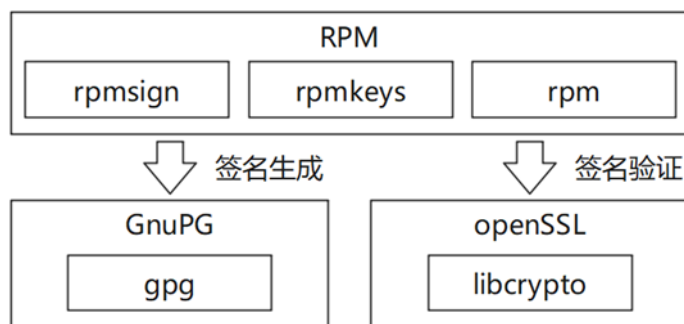 RPM
rpmsign rpmkeys rpm
签名生成 签名验证
GnuPG openSSL
gpg libcrypto